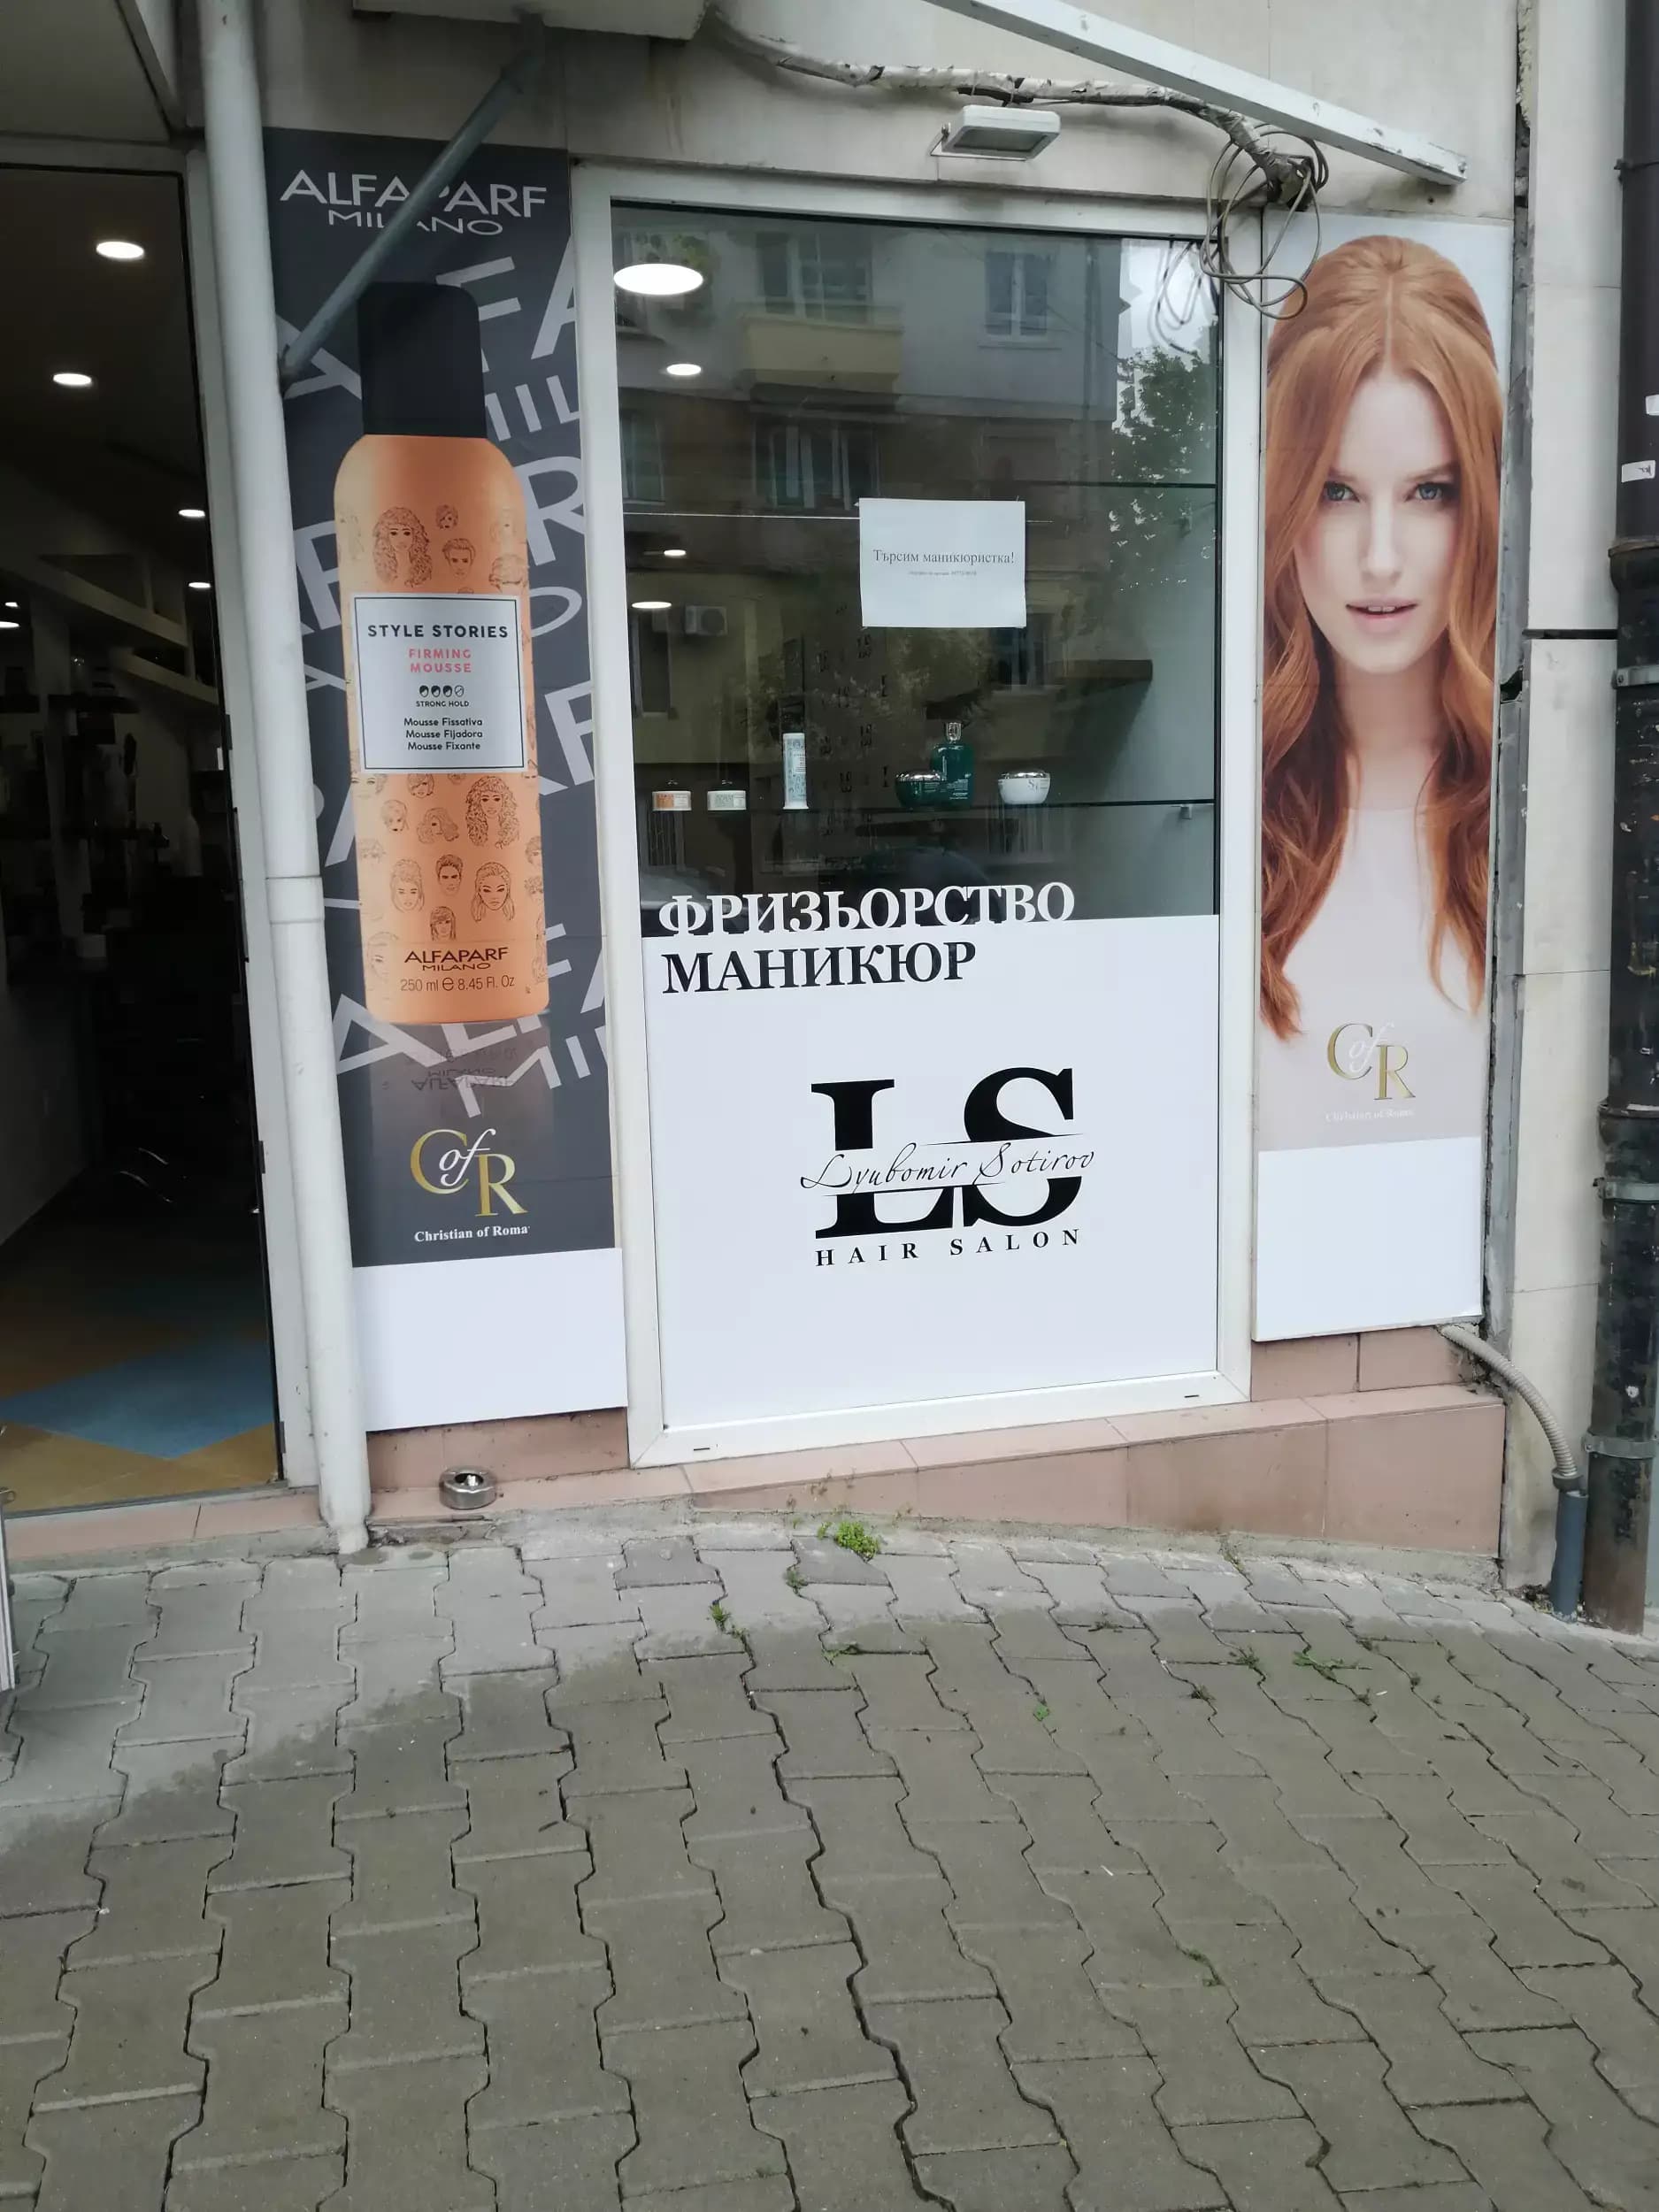 ALFAPARF
MILANO
STYLE STORIES
FIRMING
MOUSSE
STRONG HOLD
Mousse Fissativa
Mousse Fijadora
Mousse Fixante
ALFAPARF
MILANO
250 ml e 8.45 Fl. Oz
CofR
Christian of Roma
Търсим маникюристка!
ФРИЗЬОРСТВО
МАНИКЮР
LS
Lyubomir Sotirov
HAIR SALON
CofR
Christian of Roma